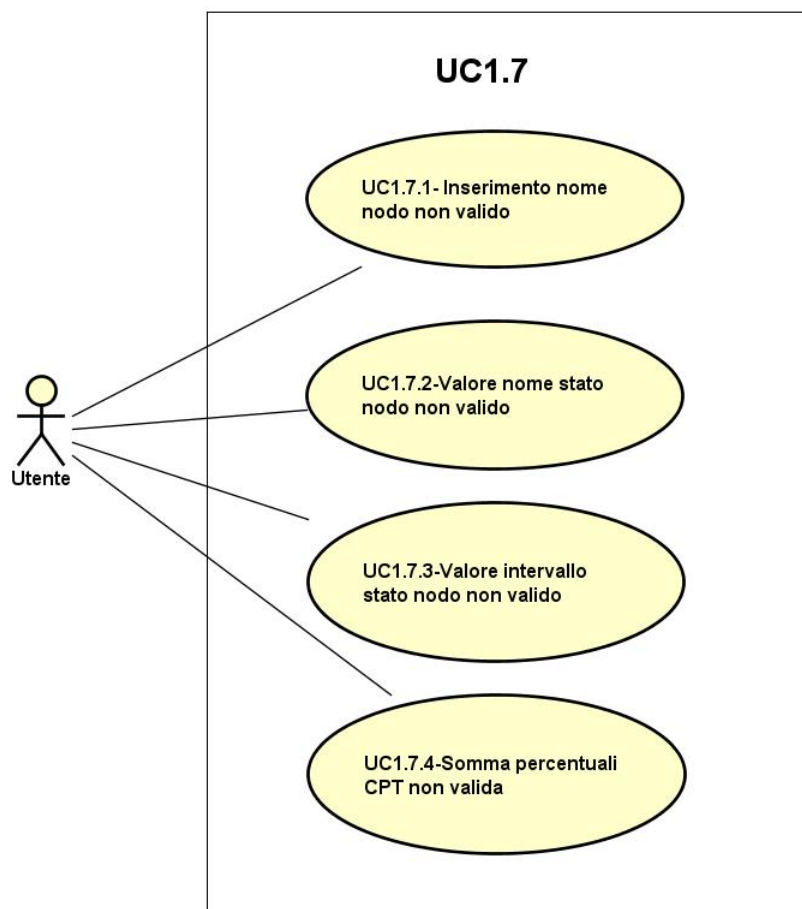 UC1.7
UC1.7.1- Inserimento nome
nodo non valido
UC1.7.2-Valore nome stato
nodo non valido
Utente
UC1.7.3-Valore intervallo
stato nodo non valido
UC1.7.4-Somma percentuali
CPT non valida